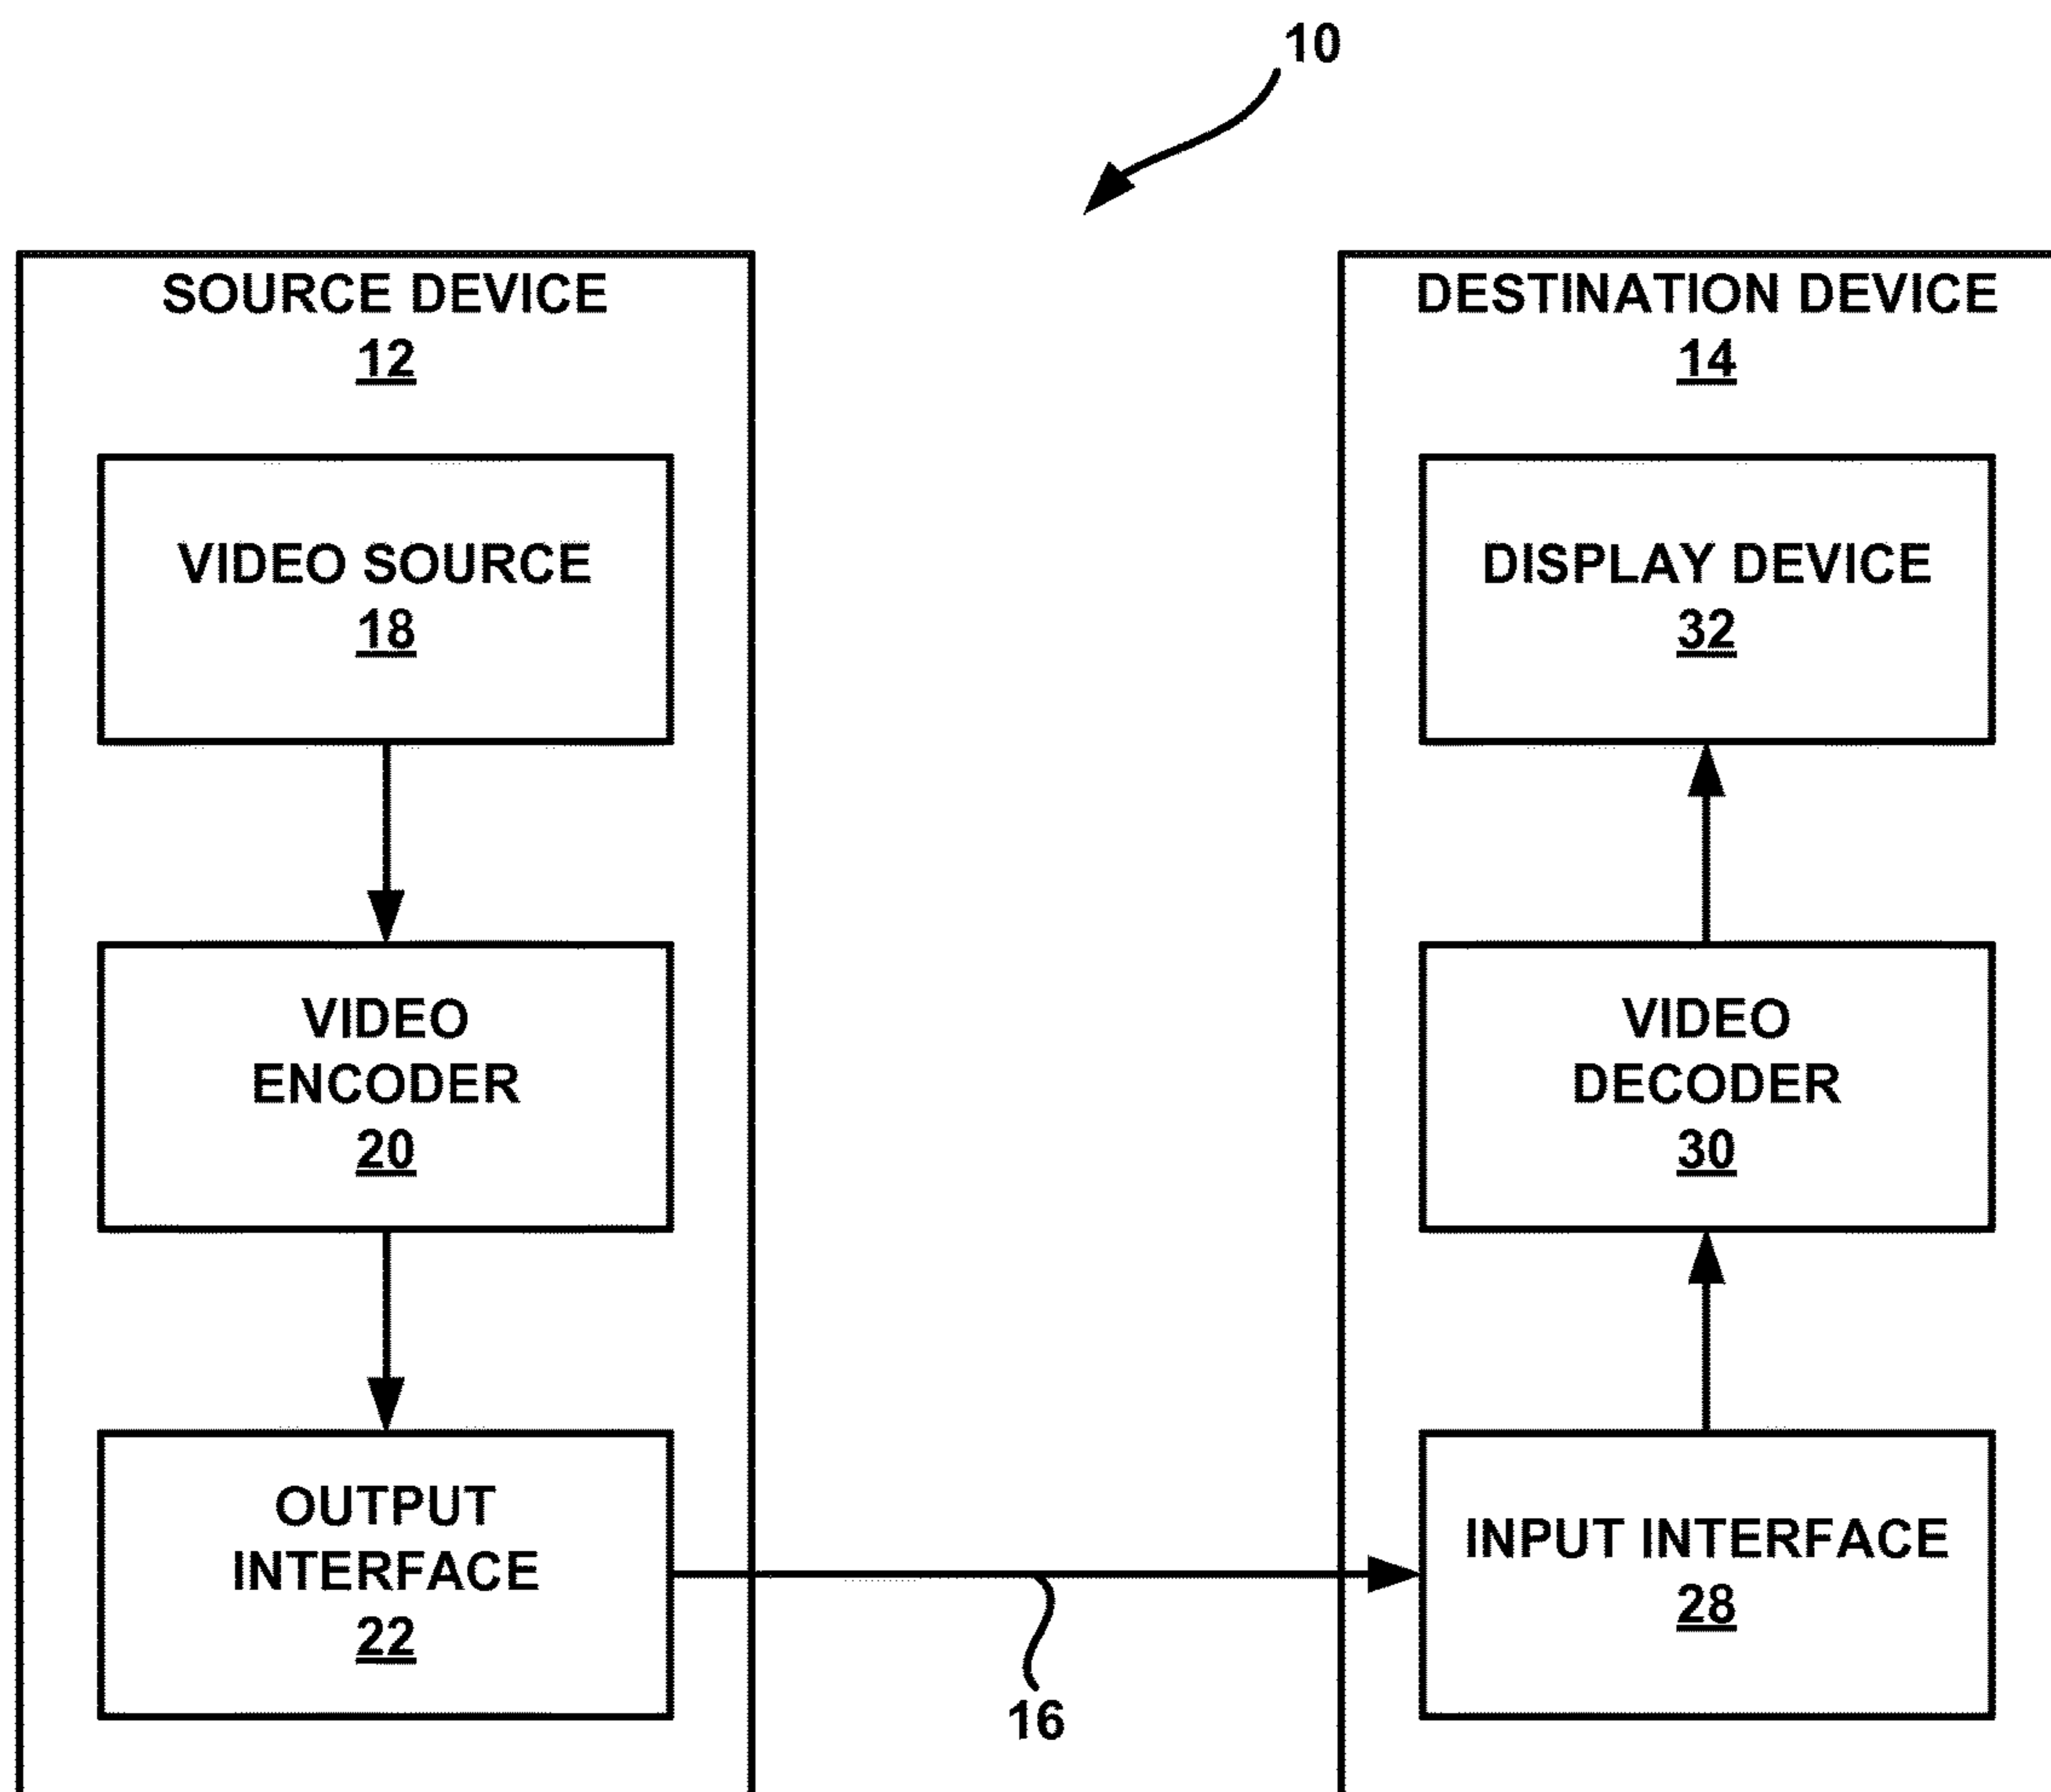 10
SOURCE DEVICE
12
VIDEO SOURCE
18
VIDEO
ENCODER
20
OUTPUT
INTERFACE
22
16
DESTINATION DEVICE
14
DISPLAY DEVICE
32
VIDEO
DECODER
30
INPUT INTERFACE
28